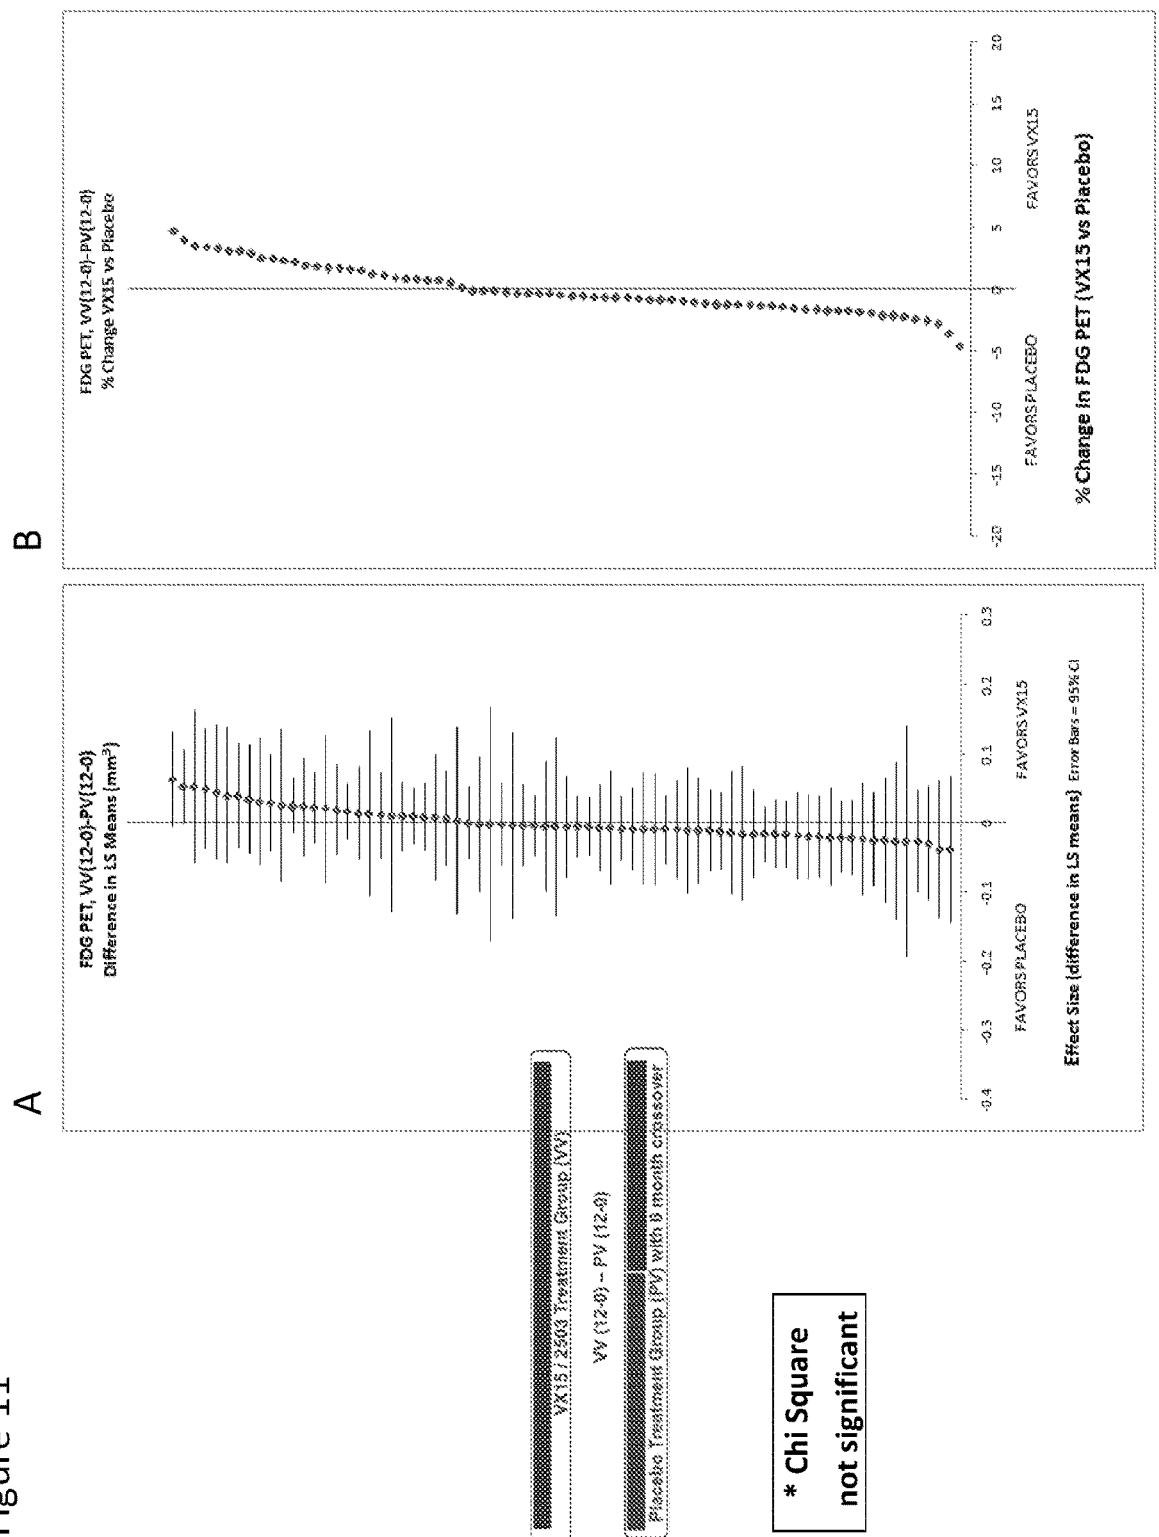 Figure 11
VX15 / 2503 Treatment Group (VV)
VV (12-0) – PV (12-0)
Placebo Treatment Group (PV) with 6 month crossover
* Chi Square
not significant
A
FDG PET, VV(12-0)-PV(12-0)
Difference in LS Means (mm³)
-0.4 -0.3 -0.2 -0.1 0 0.1 0.2 0.3
FAVORS PLACEBO FAVORS VX15
Effect Size (difference in LS means) Error Bars = 95% CI
B
FDG PET, VV(12-0)-PV(12-0)
% Change VX15 vs Placebo
-20 -15 -10 -5 0 5 10 15 20
FAVORS PLACEBO FAVORS VX15
% Change in FDG PET (VX15 vs Placebo)